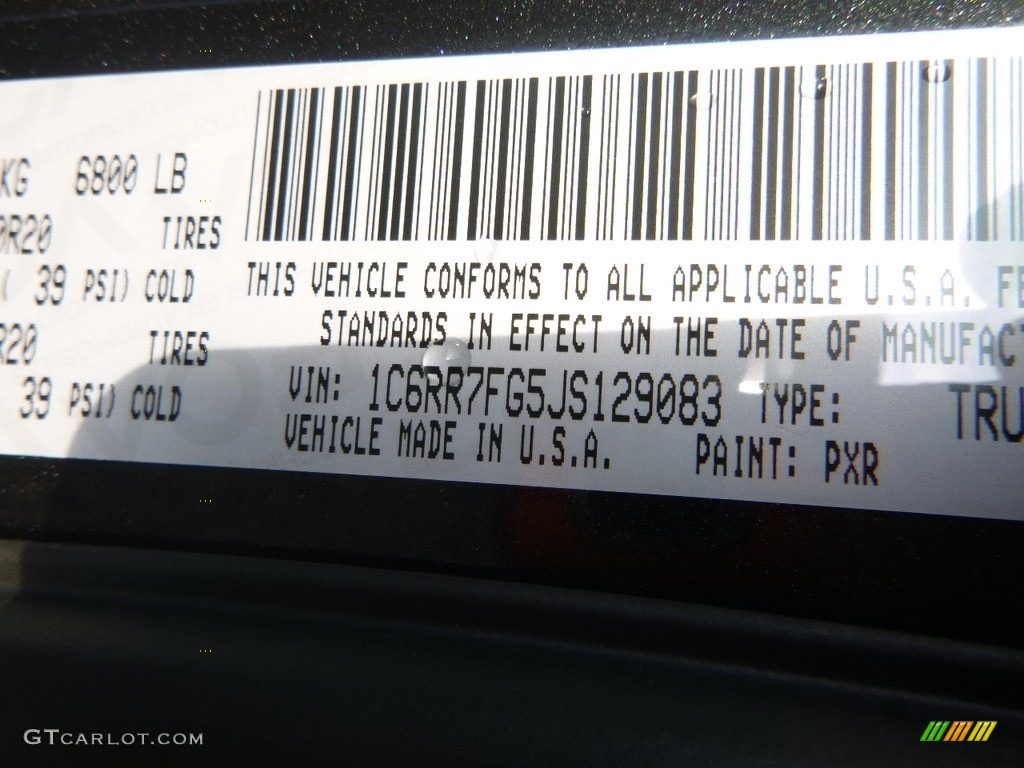 KG 6800 LB
R20 TIRES
( 39 PSI) COLD
R20 TIRES
39 PSI) COLD
THIS VEHICLE CONFORMS TO ALL APPLICABLE U.S.A. FE
STANDARDS IN EFFECT ON THE DATE OF MANUFACT
VIN: 1C6RR7FG5JS129083 TYPE: TRU
VEHICLE MADE IN U.S.A. PAINT: PXR
GTCARLOT.COM